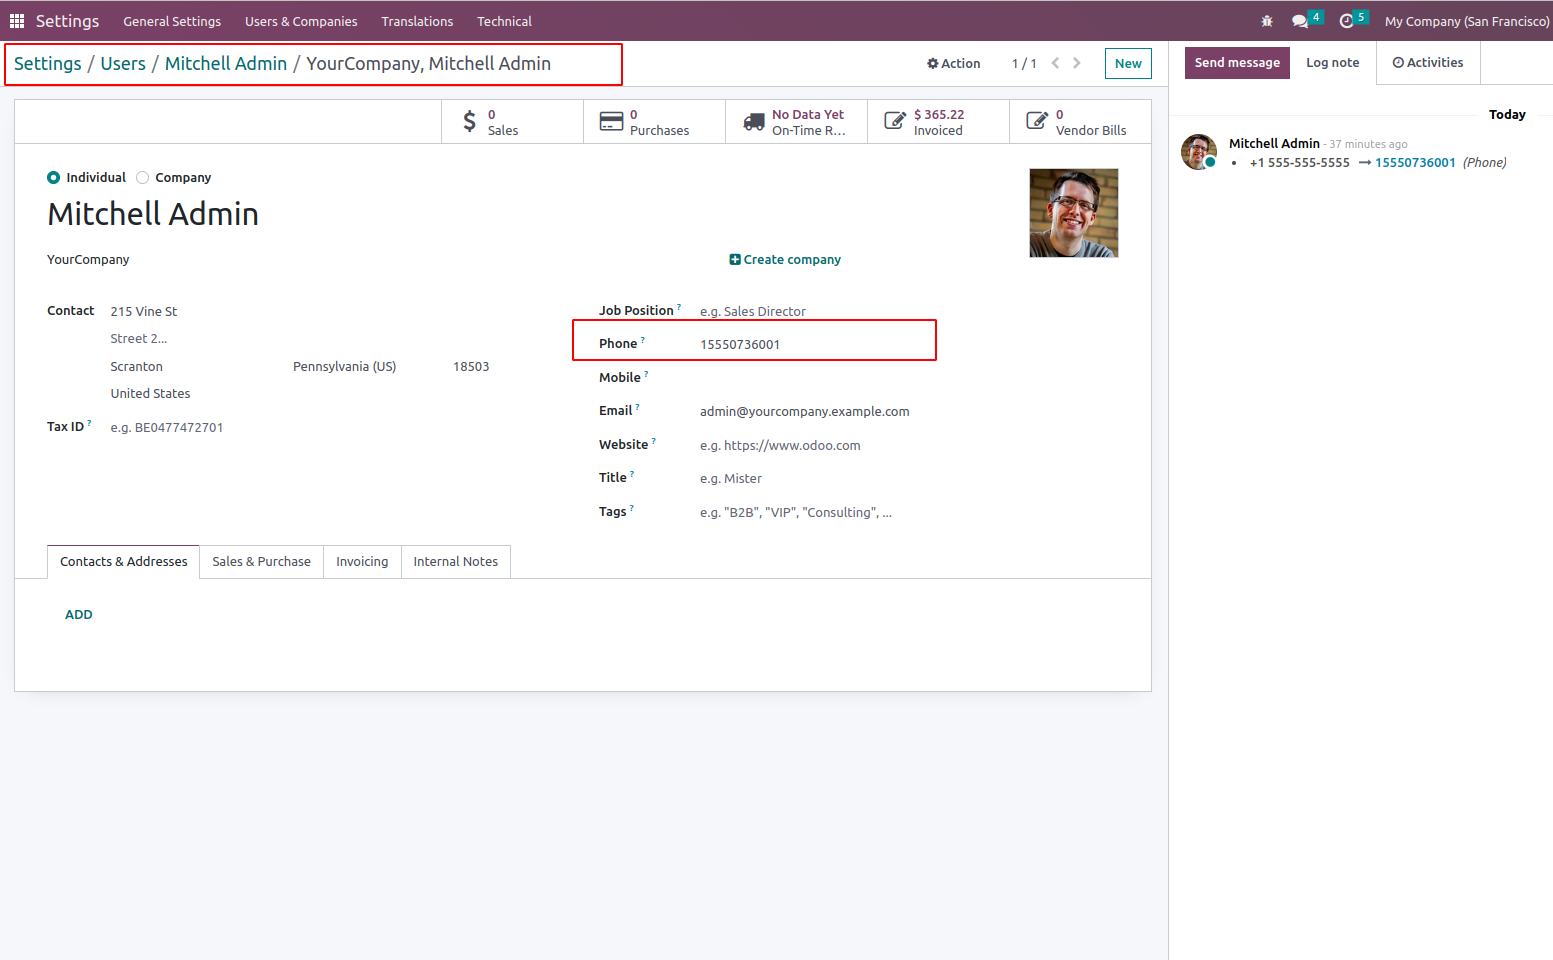 Settings General Settings Users & Companies Translations Technical 4 5 My Company (San Francisco)
Settings / Users / Mitchell Admin / YourCompany, Mitchell Admin Action 1 / 1 New
Send message Log note Activities
0 Sales
0 Purchases
No Data Yet On-Time R...
$ 365.22 Invoiced
0 Vendor Bills
Individual Company
Mitchell Admin
YourCompany Create company
Contact 215 Vine St
Street 2...
Scranton Pennsylvania (US) 18503
United States
Tax ID ? e.g. BE0477472701
Job Position ? e.g. Sales Director
Phone ? 15550736001
Mobile ?
Email ? admin@yourcompany.example.com
Website ? e.g. https://www.odoo.com
Title ? e.g. Mister
Tags ? e.g. "B2B", "VIP", "Consulting", ...
Contacts & Addresses Sales & Purchase Invoicing Internal Notes
ADD
Today
Mitchell Admin - 37 minutes ago
• +1 555-555-5555 → 15550736001 (Phone)